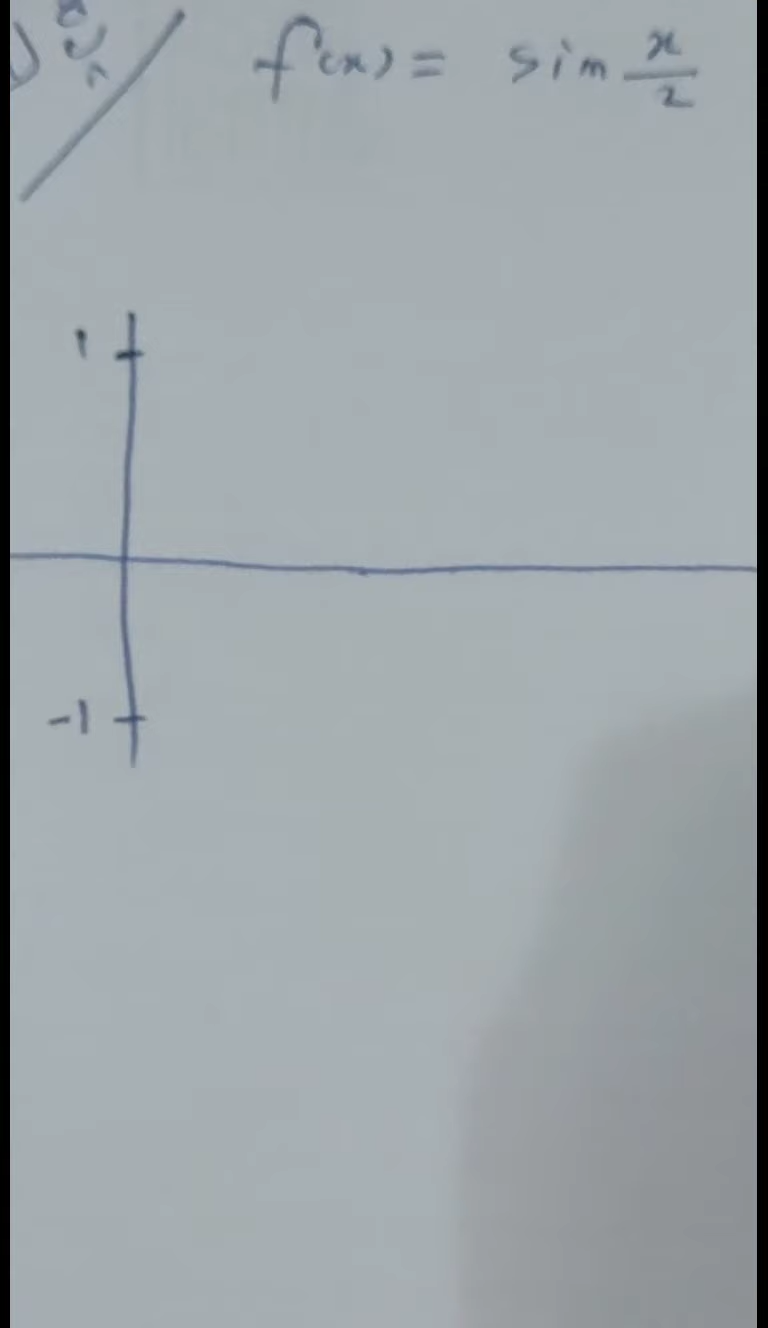 f(x) = sin x/2
1
-1